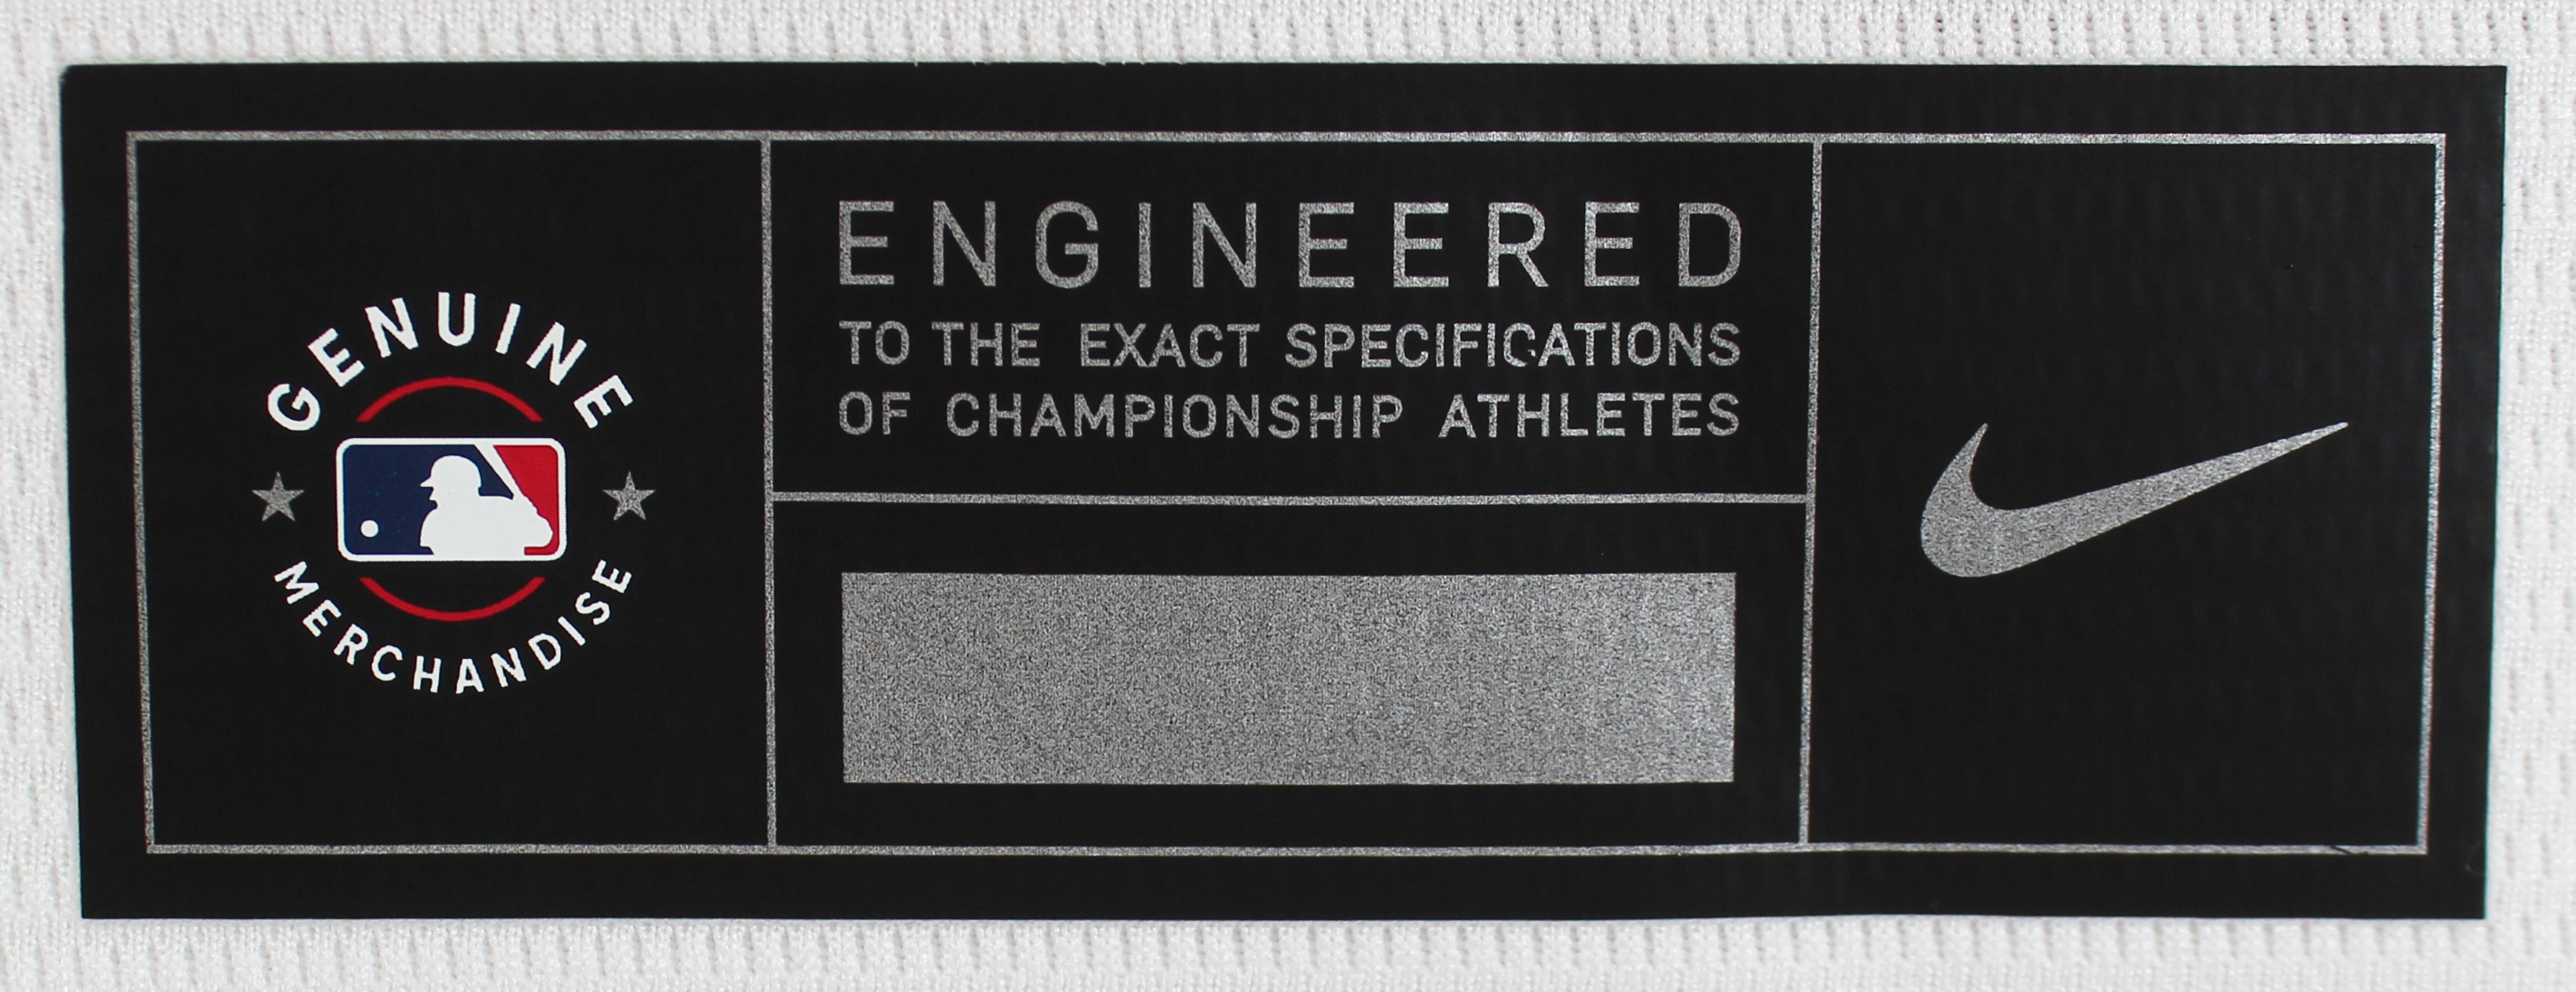 GENUINE
MERCHANDISE
ENGINEERED
TO THE EXACT SPECIFICATIONS
OF CHAMPIONSHIP ATHLETES